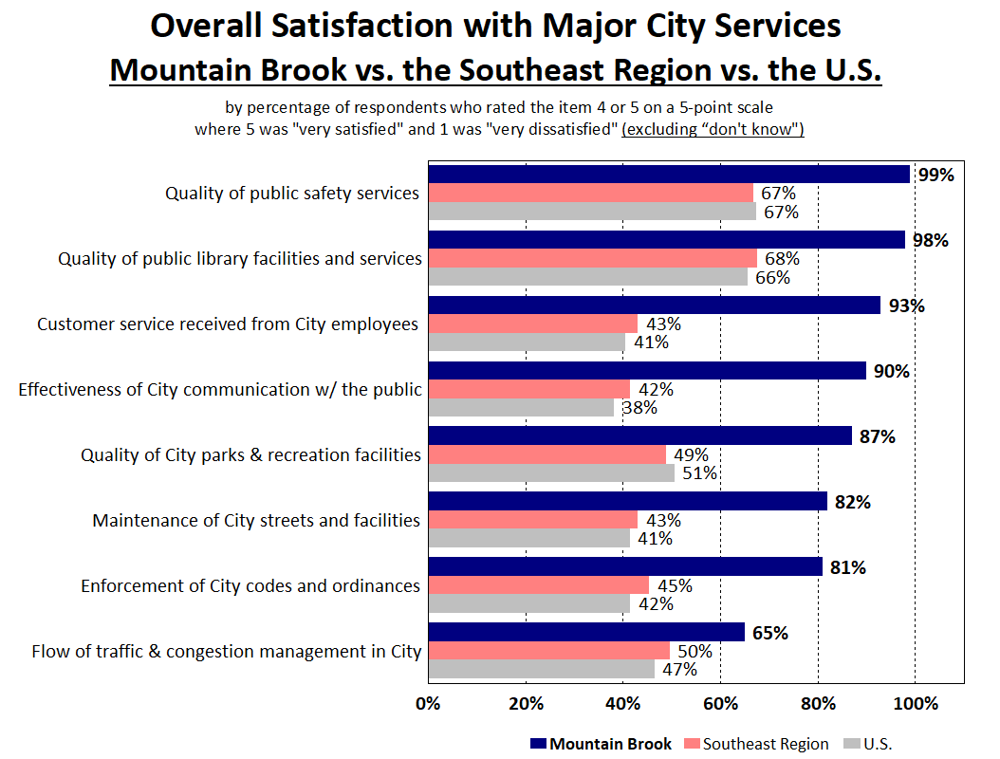 Overall Satisfaction with Major City Services
Mountain Brook vs. the Southeast Region vs. the U.S.
by percentage of respondents who rated the item 4 or 5 on a 5-point scale
where 5 was "very satisfied" and 1 was "very dissatisfied" (excluding “don't know")
99%
Quality of public safety services 67%
67%
98%
Quality of public library facilities and services 68%
66%
93%
Customer service received from City employees 43%
41%
90%
Effectiveness of City communication w/ the public 42%
38%
87%
Quality of City parks & recreation facilities 49%
51%
82%
Maintenance of City streets and facilities 43%
41%
81%
Enforcement of City codes and ordinances 45%
42%
65%
Flow of traffic & congestion management in City 50%
47%
0% 20% 40% 60% 80% 100%
Mountain Brook Southeast Region U.S.